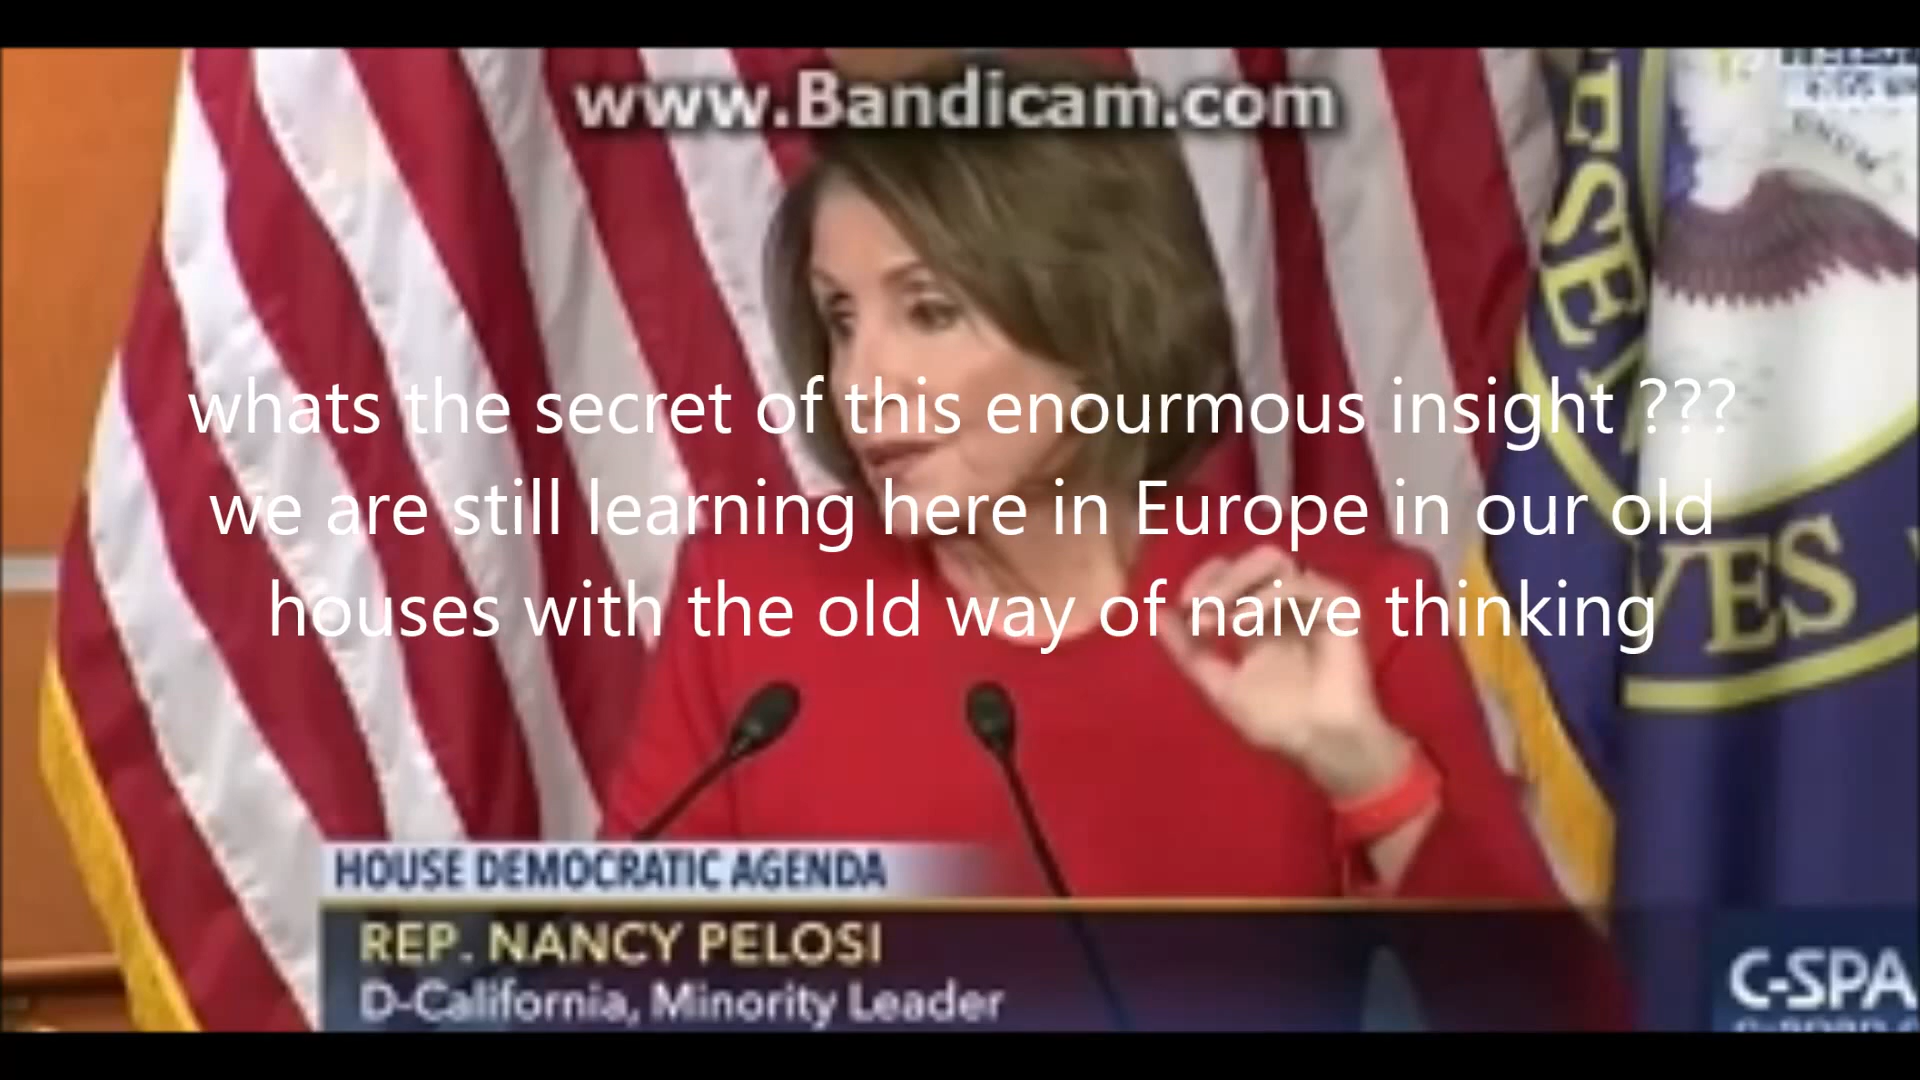 www.Bandicam.com
whats the secret of this enourmous insight ???
we are still learning here in Europe in our old
houses with the old way of naive thinking
VES
HOUSE DEMOCRATIC AGENDA
REP. NANCY PELOSI
D-California, Minority Leader
C-SPA